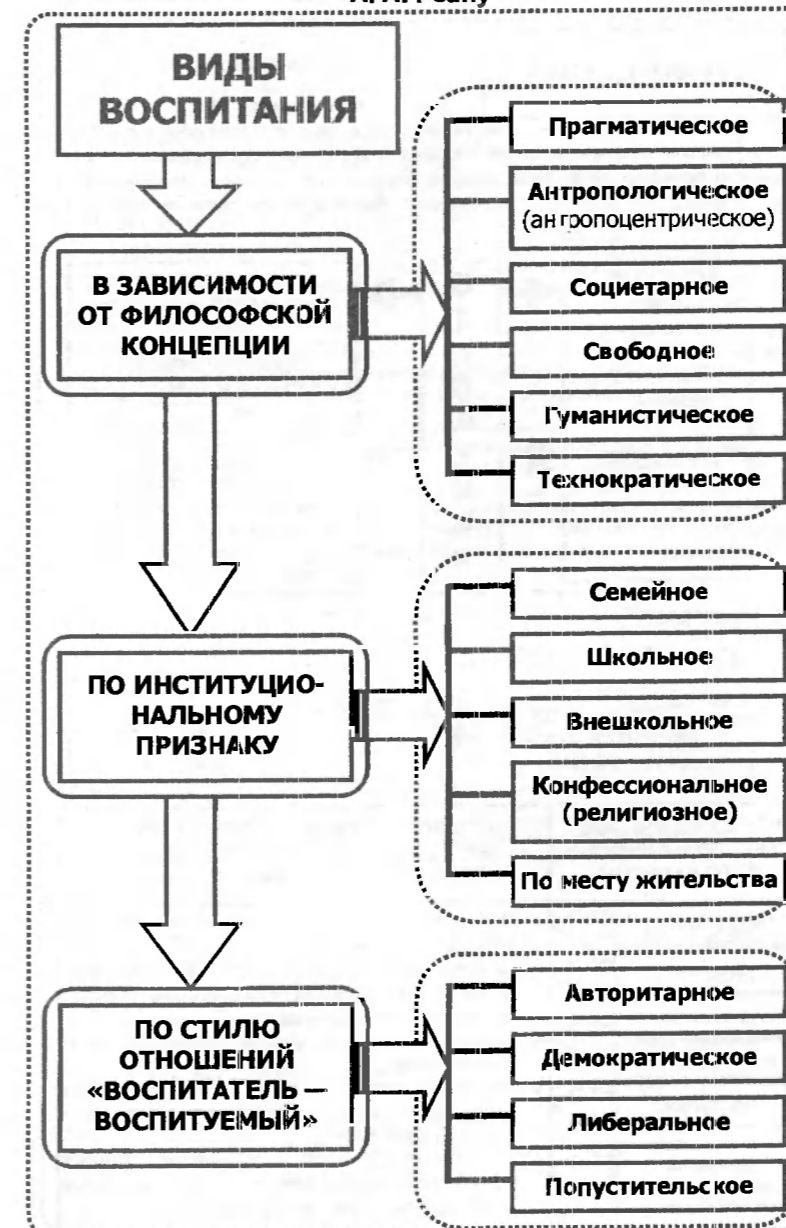 ВИДЫ
ВОСПИТАНИЯ
В ЗАВИСИМОСТИ
ОТ ФИЛОСОФСКОЙ
КОНЦЕПЦИИ
Прагматическое
Антропологическое
(антропоцентрическое)
Социетарное
Свободное
Гуманистическое
Технократическое
ПО ИНСТИТУЦИО-
НАЛЬНОМУ
ПРИЗНАКУ
Семейное
Школьное
Внешкольное
Конфессиональное
(религиозное)
По месту жительства
ПО СТИЛЮ
ОТНОШЕНИЙ
«ВОСПИТАТЕЛЬ —
ВОСПИТУЕМЫЙ»
Авторитарное
Демократическое
Либеральное
Попустительское